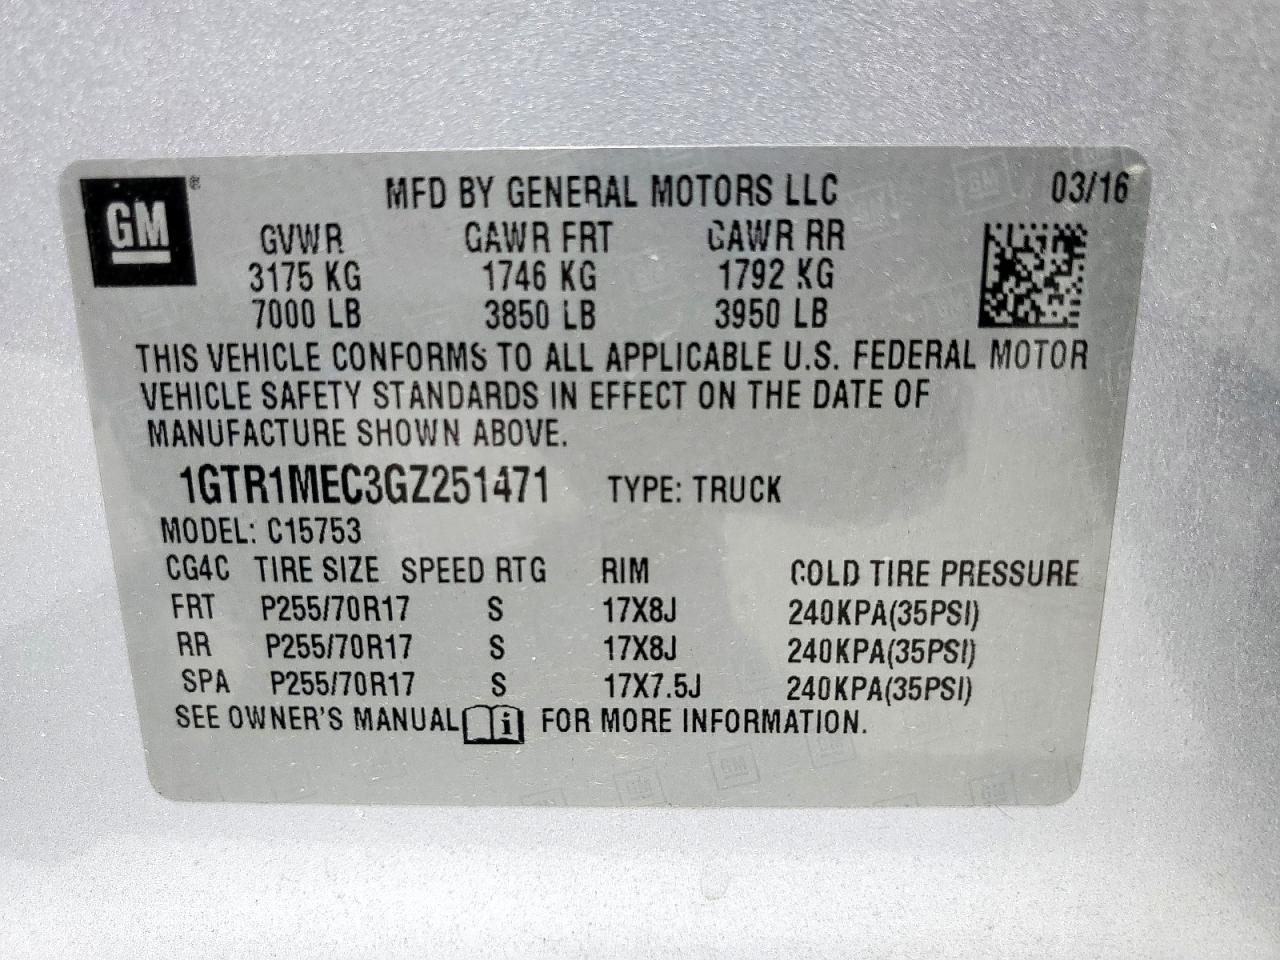 GM ® MFD BY GENERAL MOTORS LLC 03/16
GVWR GAWR FRT GAWR RR
3175 KG 1746 KG 1792 KG
7000 LB 3850 LB 3950 LB
THIS VEHICLE CONFORMS TO ALL APPLICABLE U.S. FEDERAL MOTOR
VEHICLE SAFETY STANDARDS IN EFFECT ON THE DATE OF
MANUFACTURE SHOWN ABOVE.
1GTR1MEC3GZ251471 TYPE: TRUCK
MODEL: C15753
CG4C TIRE SIZE SPEED RTG RIM COLD TIRE PRESSURE
FRT P255/70R17 S 17X8J 240KPA(35PSI)
RR P255/70R17 S 17X8J 240KPA(35PSI)
SPA P255/70R17 S 17X7.5J 240KPA(35PSI)
SEE OWNER'S MANUAL i FOR MORE INFORMATION.